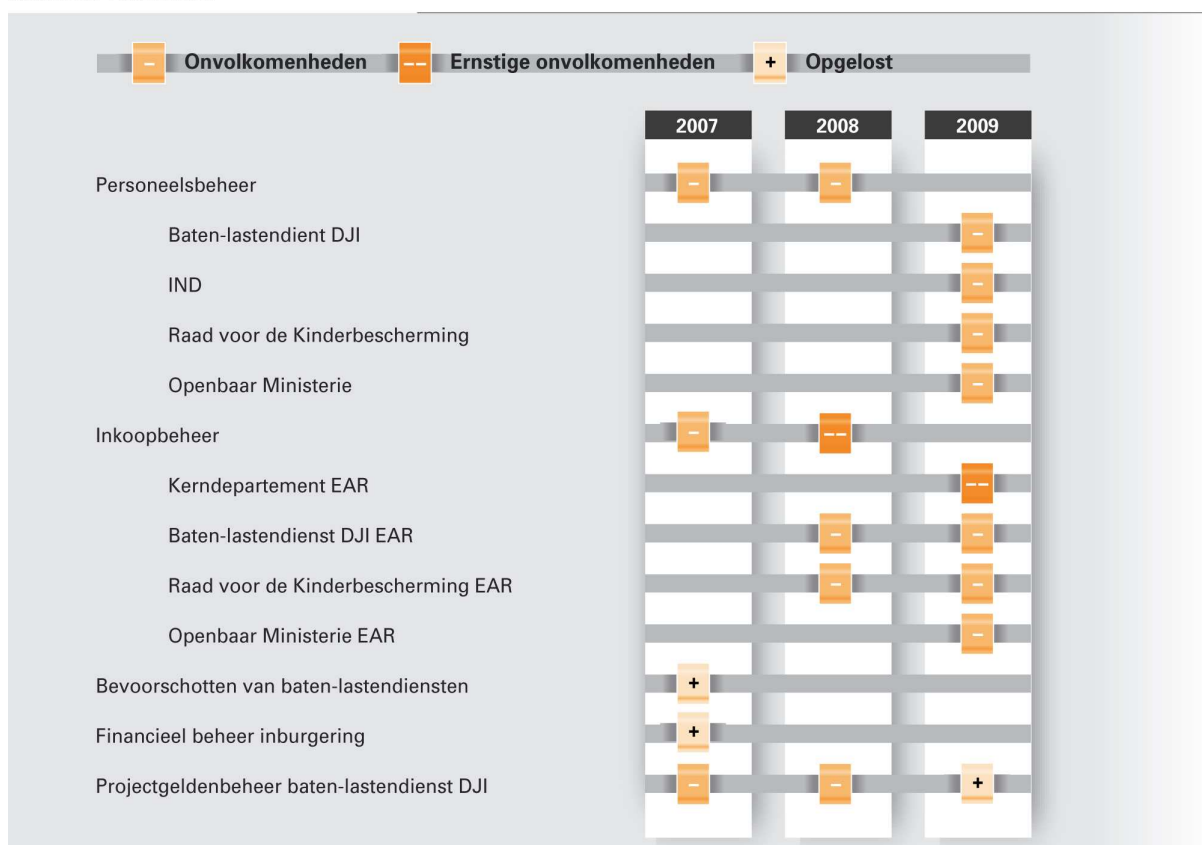 - Onvolkomenheden -- Ernstige onvolkomenheden + Opgelost
2007 2008 2009
Personeelsbeheer - -
Baten-lastendient DJI -
IND -
Raad voor de Kinderbescherming -
Openbaar Ministerie -
Inkoopbeheer - --
Kerndepartement EAR --
Baten-lastendienst DJI EAR - -
Raad voor de Kinderbescherming EAR - -
Openbaar Ministerie EAR -
Bevoorschotten van baten-lastendiensten +
Financieel beheer inburgering +
Projectgeldenbeheer baten-lastendienst DJI - - +